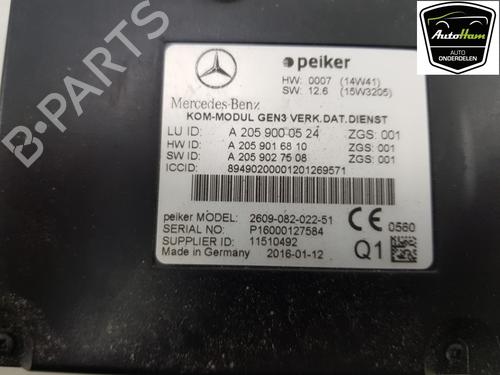 AutoHam
AUTO
ONDERDELEN
peiker
HW: 0007 (14W41)
SW: 12.6 (15W3205)
Mercedes-Benz
KOM-MODUL GEN3 VERK.DAT.DIENST
LU ID: A 205 900 05 24 ZGS: 001
HW ID: A 205 901 68 10 ZGS: 001
SW ID: A 205 902 75 08 ZGS: 001
ICCID: 89490200001201269571
peiker MODEL: 2609-082-022-51
SERIAL NO: P16000127584
SUPPLIER ID: 11510492
Made in Germany 2016-01-12
CE 0560
Q1
B-PARTS